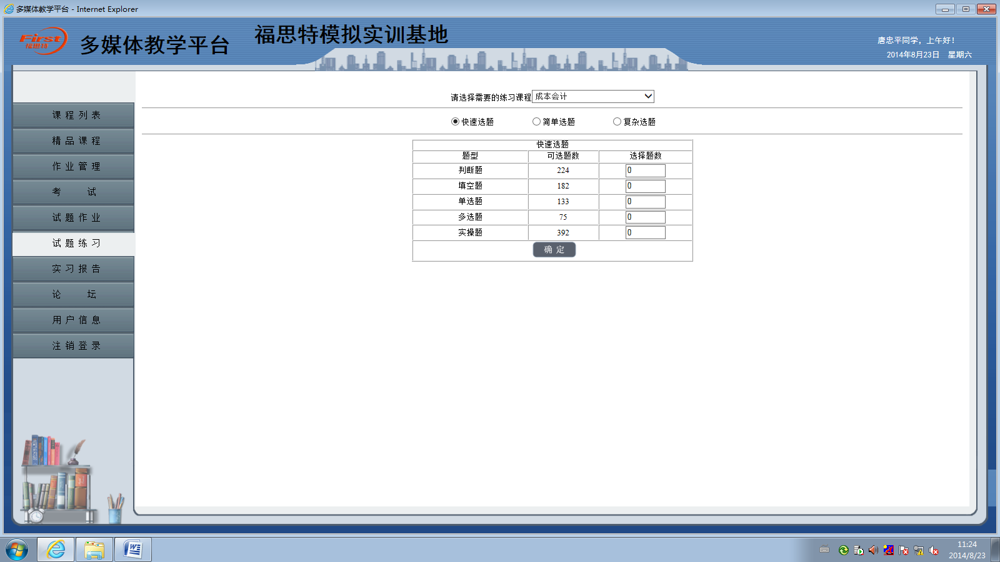 多媒体教学平台 - Internet Explorer
First
福思特
多媒体教学平台
福思特模拟实训基地
唐忠平同学，上午好！
2014年8月23日 星期六
课程列表
精品课程
作业管理
考 试
试题作业
试题练习
实习报告
论 坛
用户信息
注销登录
请选择需要的练习课程 成本会计
快速选题 简单选题 复杂选题
快速选题
题型 可选题数 选择题数
判断题 224 0
填空题 182 0
单选题 133 0
多选题 75 0
实操题 392 0
确 定
11:24
2014/8/23